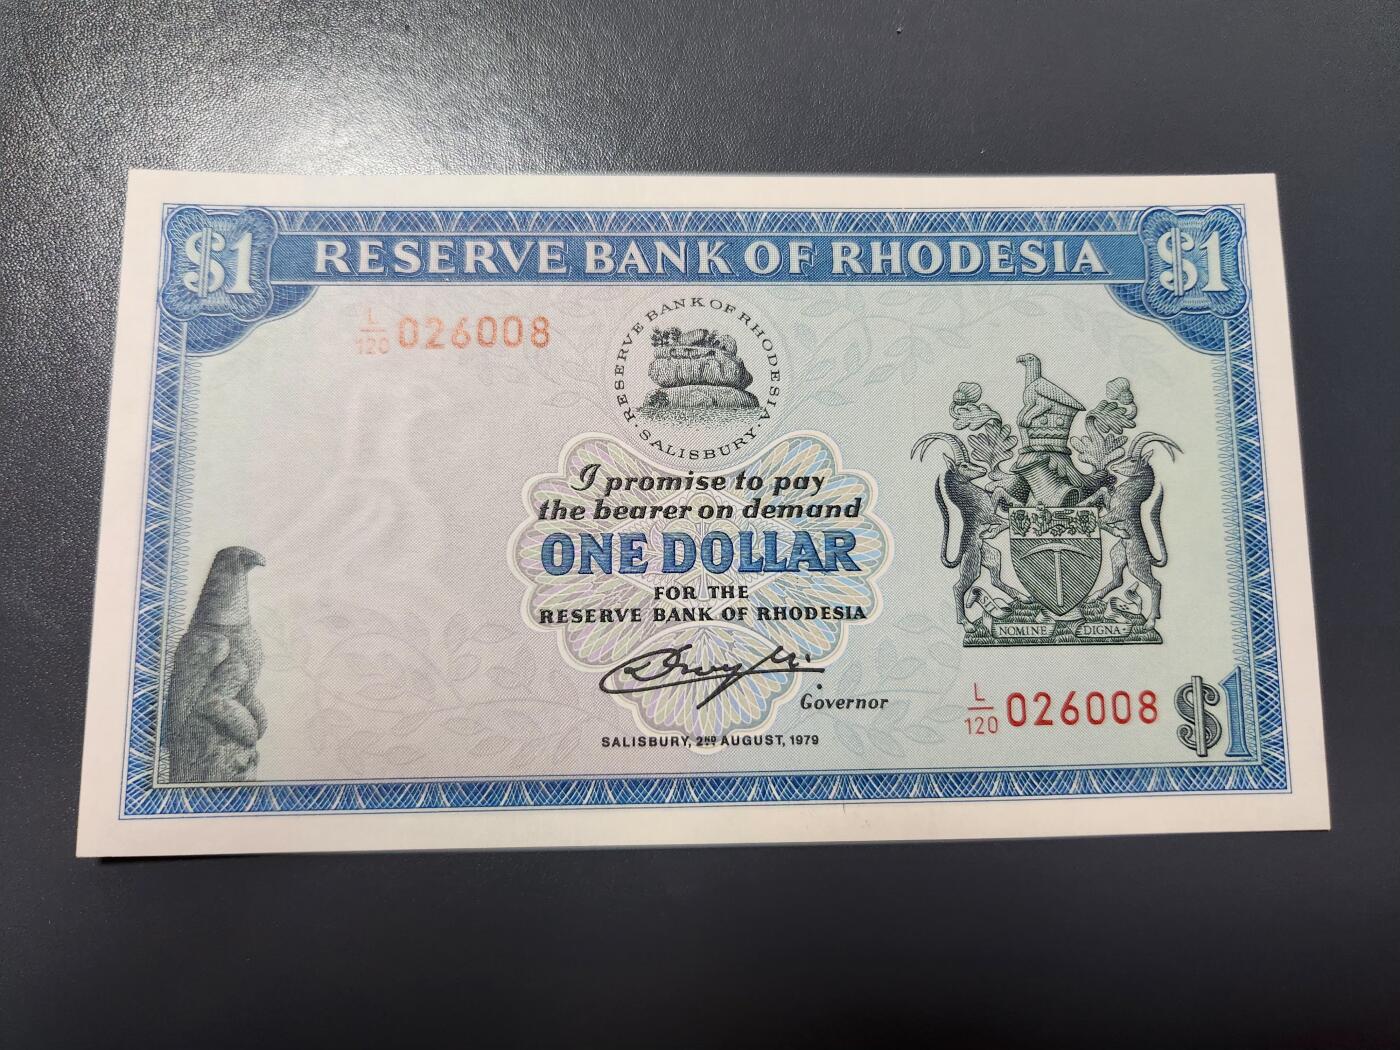 $1 RESERVE BANK OF RHODESIA $1
L/120 026008
RESERVE BANK OF RHODESIA
· SALISBURY ·
I promise to pay
the bearer on demand
ONE DOLLAR
FOR THE
RESERVE BANK OF RHODESIA
Governor
SALISBURY, 2ND AUGUST, 1979
NOMINE DIGNA
L/120 026008 $1